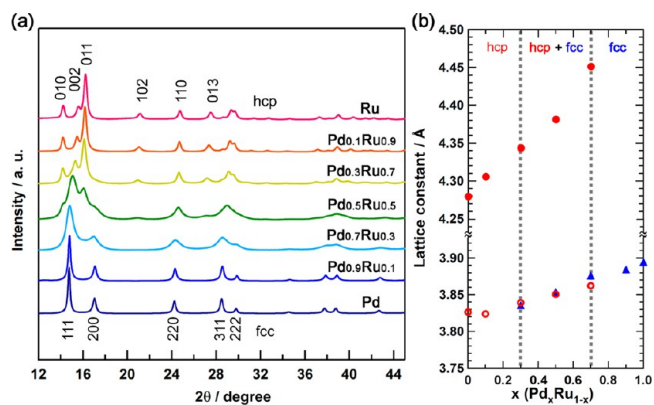 (a)
010
002
011
102
110
013
hcp
Ru
Pd0.1Ru0.9
Pd0.3Ru0.7
Pd0.5Ru0.5
Pd0.7Ru0.3
Pd0.9Ru0.1
Pd
111
200
220
311
222
fcc
Intensity / a. u.
12 16 20 24 28 32 36 40 44
2θ / degree
(b)
hcp hcp + fcc fcc
4.50
4.45
4.40
4.35
4.30
4.25
3.90
3.85
3.80
3.75
Lattice constant / Å
0 0.2 0.4 0.6 0.8 1.0
x (PdxRu1-x)